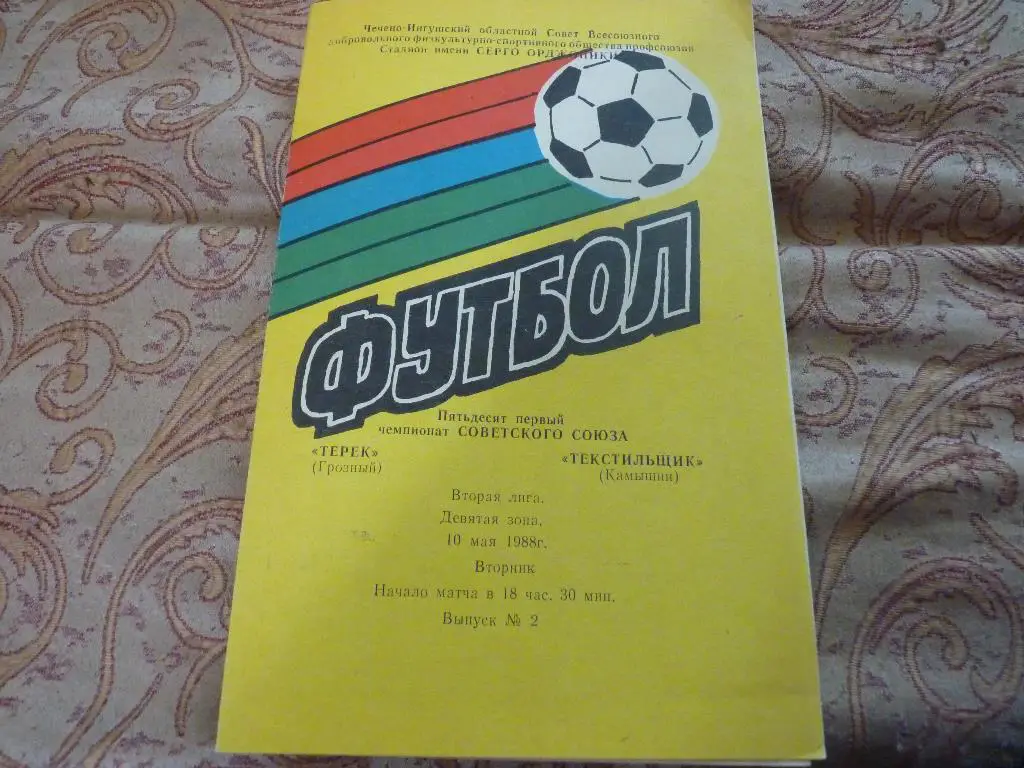 Чечено-Ингушский областной Совет Всесоюзного
добровольного физкультурно-спортивного общества профсоюзов
Стадион имени СЕРГО ОРДЖОНИКИ
ФУТБОЛ
Пятьдесят первый
чемпионат СОВЕТСКОГО СОЮЗА
«ТЕРЕК» «ТЕКСТИЛЬЩИК»
(Грозный) (Камышин)
Вторая лига.
Девятая зона.
10 мая 1988г.
Вторник
Начало матча в 18 час. 30 мин.
Выпуск № 2